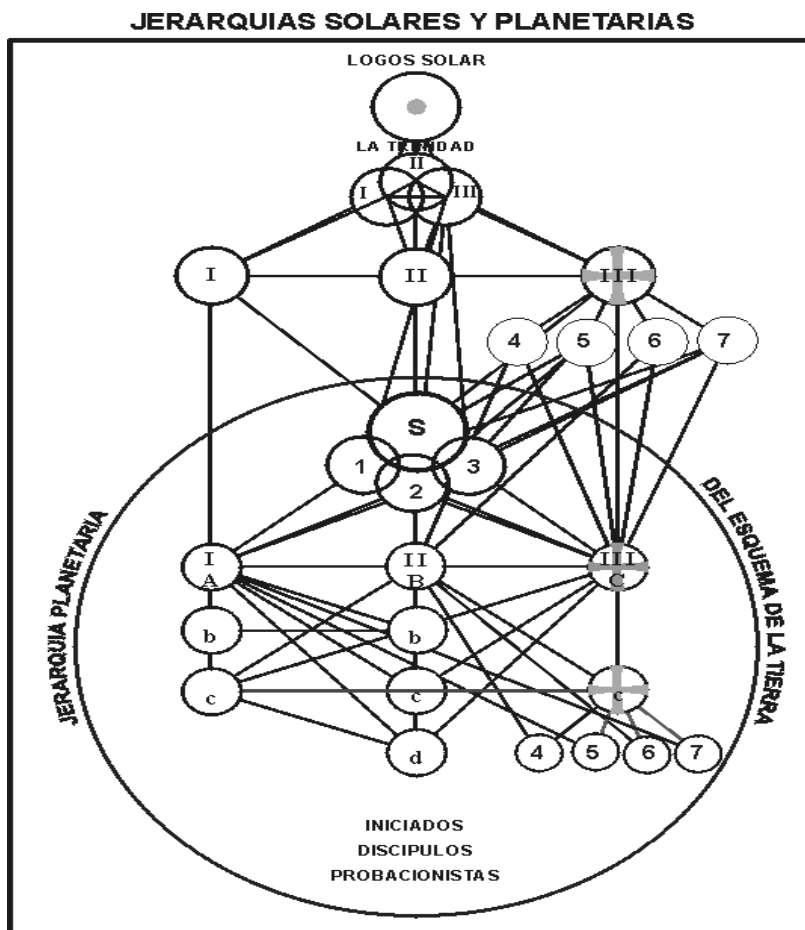 JERARQUIAS SOLARES Y PLANETARIAS
LOGOS SOLAR
LA TRINIDAD
II
I III
I II III
4 5 6 7
S
1 3
2
JERARQUIA PLANETARIA
DEL ESQUEMA DE LA TIERRA
I II III
A B C
b b
c c c
d 4 5 6 7
INICIADOS
DISCIPULOS
PROBACIONISTAS